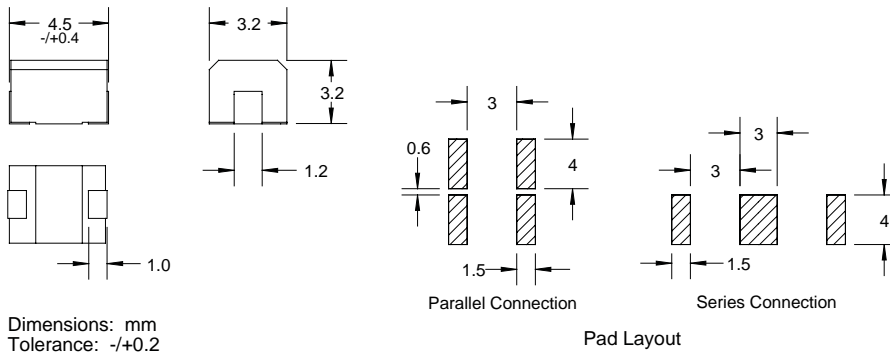 4.5
-/+0.4
3.2
3.2
1.2
1.0
3
0.6
4
1.5
Parallel Connection
3
3
4
1.5
Series Connection
Pad Layout
Dimensions: mm
Tolerance: -/+0.2